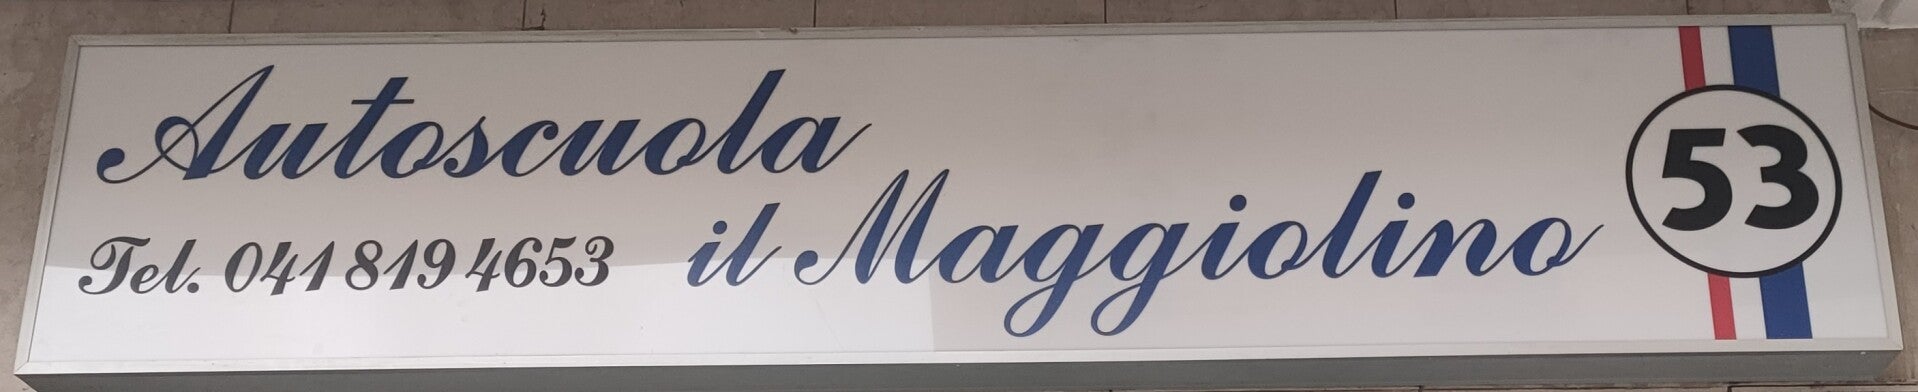 Autoscuola
il Maggiolino
Tel. 041 819 4653
53